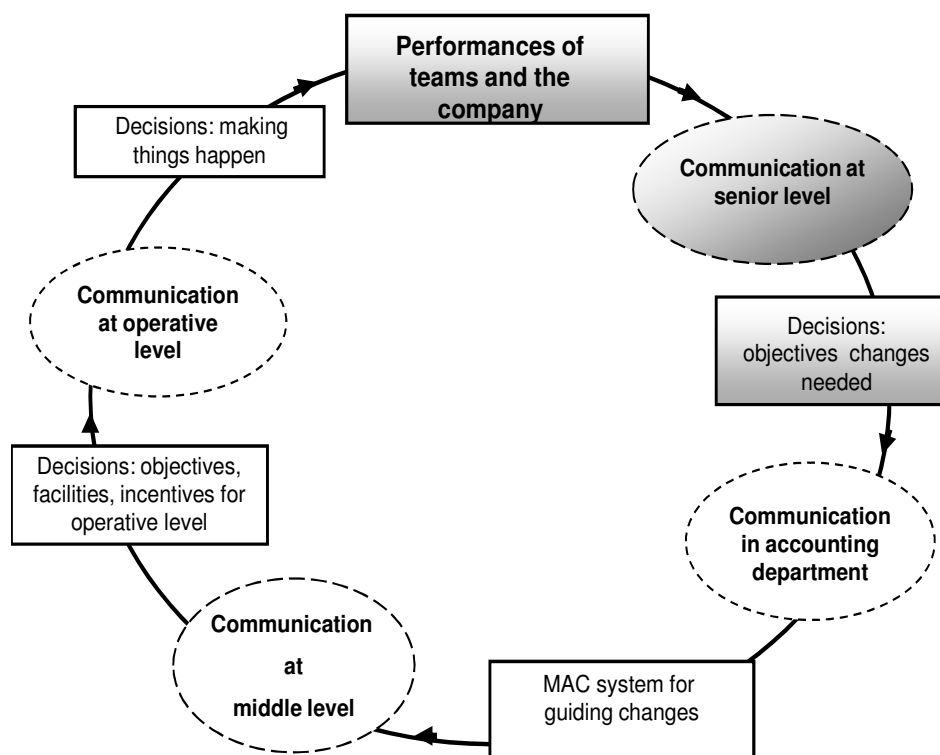 Performances of
teams and the
company
Communication at
senior level
Decisions:
objectives changes
needed
Communication
in accounting
department
MAC system for
guiding changes
Communication
at
middle level
Decisions: objectives,
facilities, incentives for
operative level
Communication
at operative
level
Decisions: making
things happen